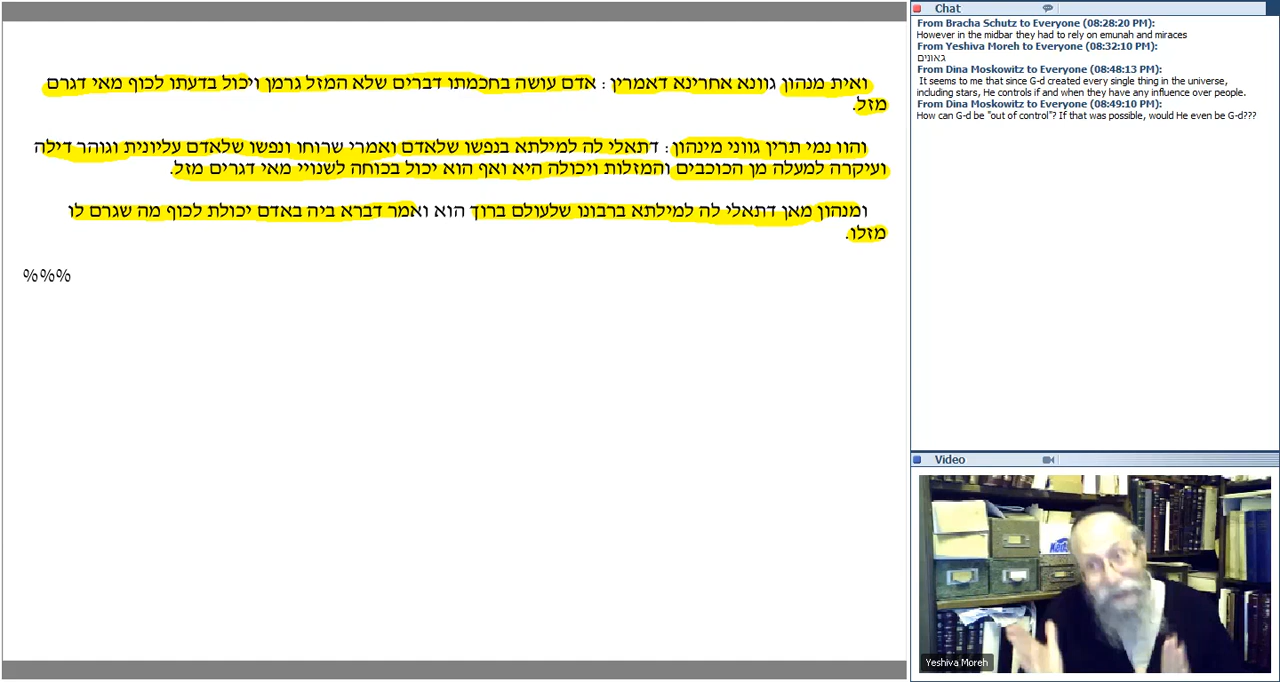 ואית מנהון גוונא אחרינא דאמרין : אדם עושה בחכמתו דברים שלא המזל גרמן ויכול בדעתו לכוף מאי דגרם
מזל.
והוו נמי תרין גווני מינהון : דתאלי לה למילתא בנפשו שלאדם ואמרי שרוחו ונפשו שלאדם עליונית וגוהר דילה
ועיקרה למעלה מן הכוכבים והמזלות ויכולה היא ואף הוא יכול בכוחה לשנויי מאי דגרים מזל.
ומנהון מאן דתאלי לה למילתא ברבונו שלעולם ברוך הוא ואמר דברא ביה באדם יכולת לכוף מה שגרם לו
מזלו.
%%%
Chat
From Bracha Schutz to Everyone (08:28:20 PM):
However in the midbar they had to rely on emunah and miraces
From Yeshiva Moreh to Everyone (08:32:10 PM):
גאונים
From Dina Moskowitz to Everyone (08:48:13 PM):
It seems to me that since G-d created every single thing in the universe,
including stars, He controls if and when they have any influence over people.
From Dina Moskowitz to Everyone (08:49:10 PM):
How can G-d be "out of control"? If that was possible, would He even be G-d???
Video
Yeshiva Moreh